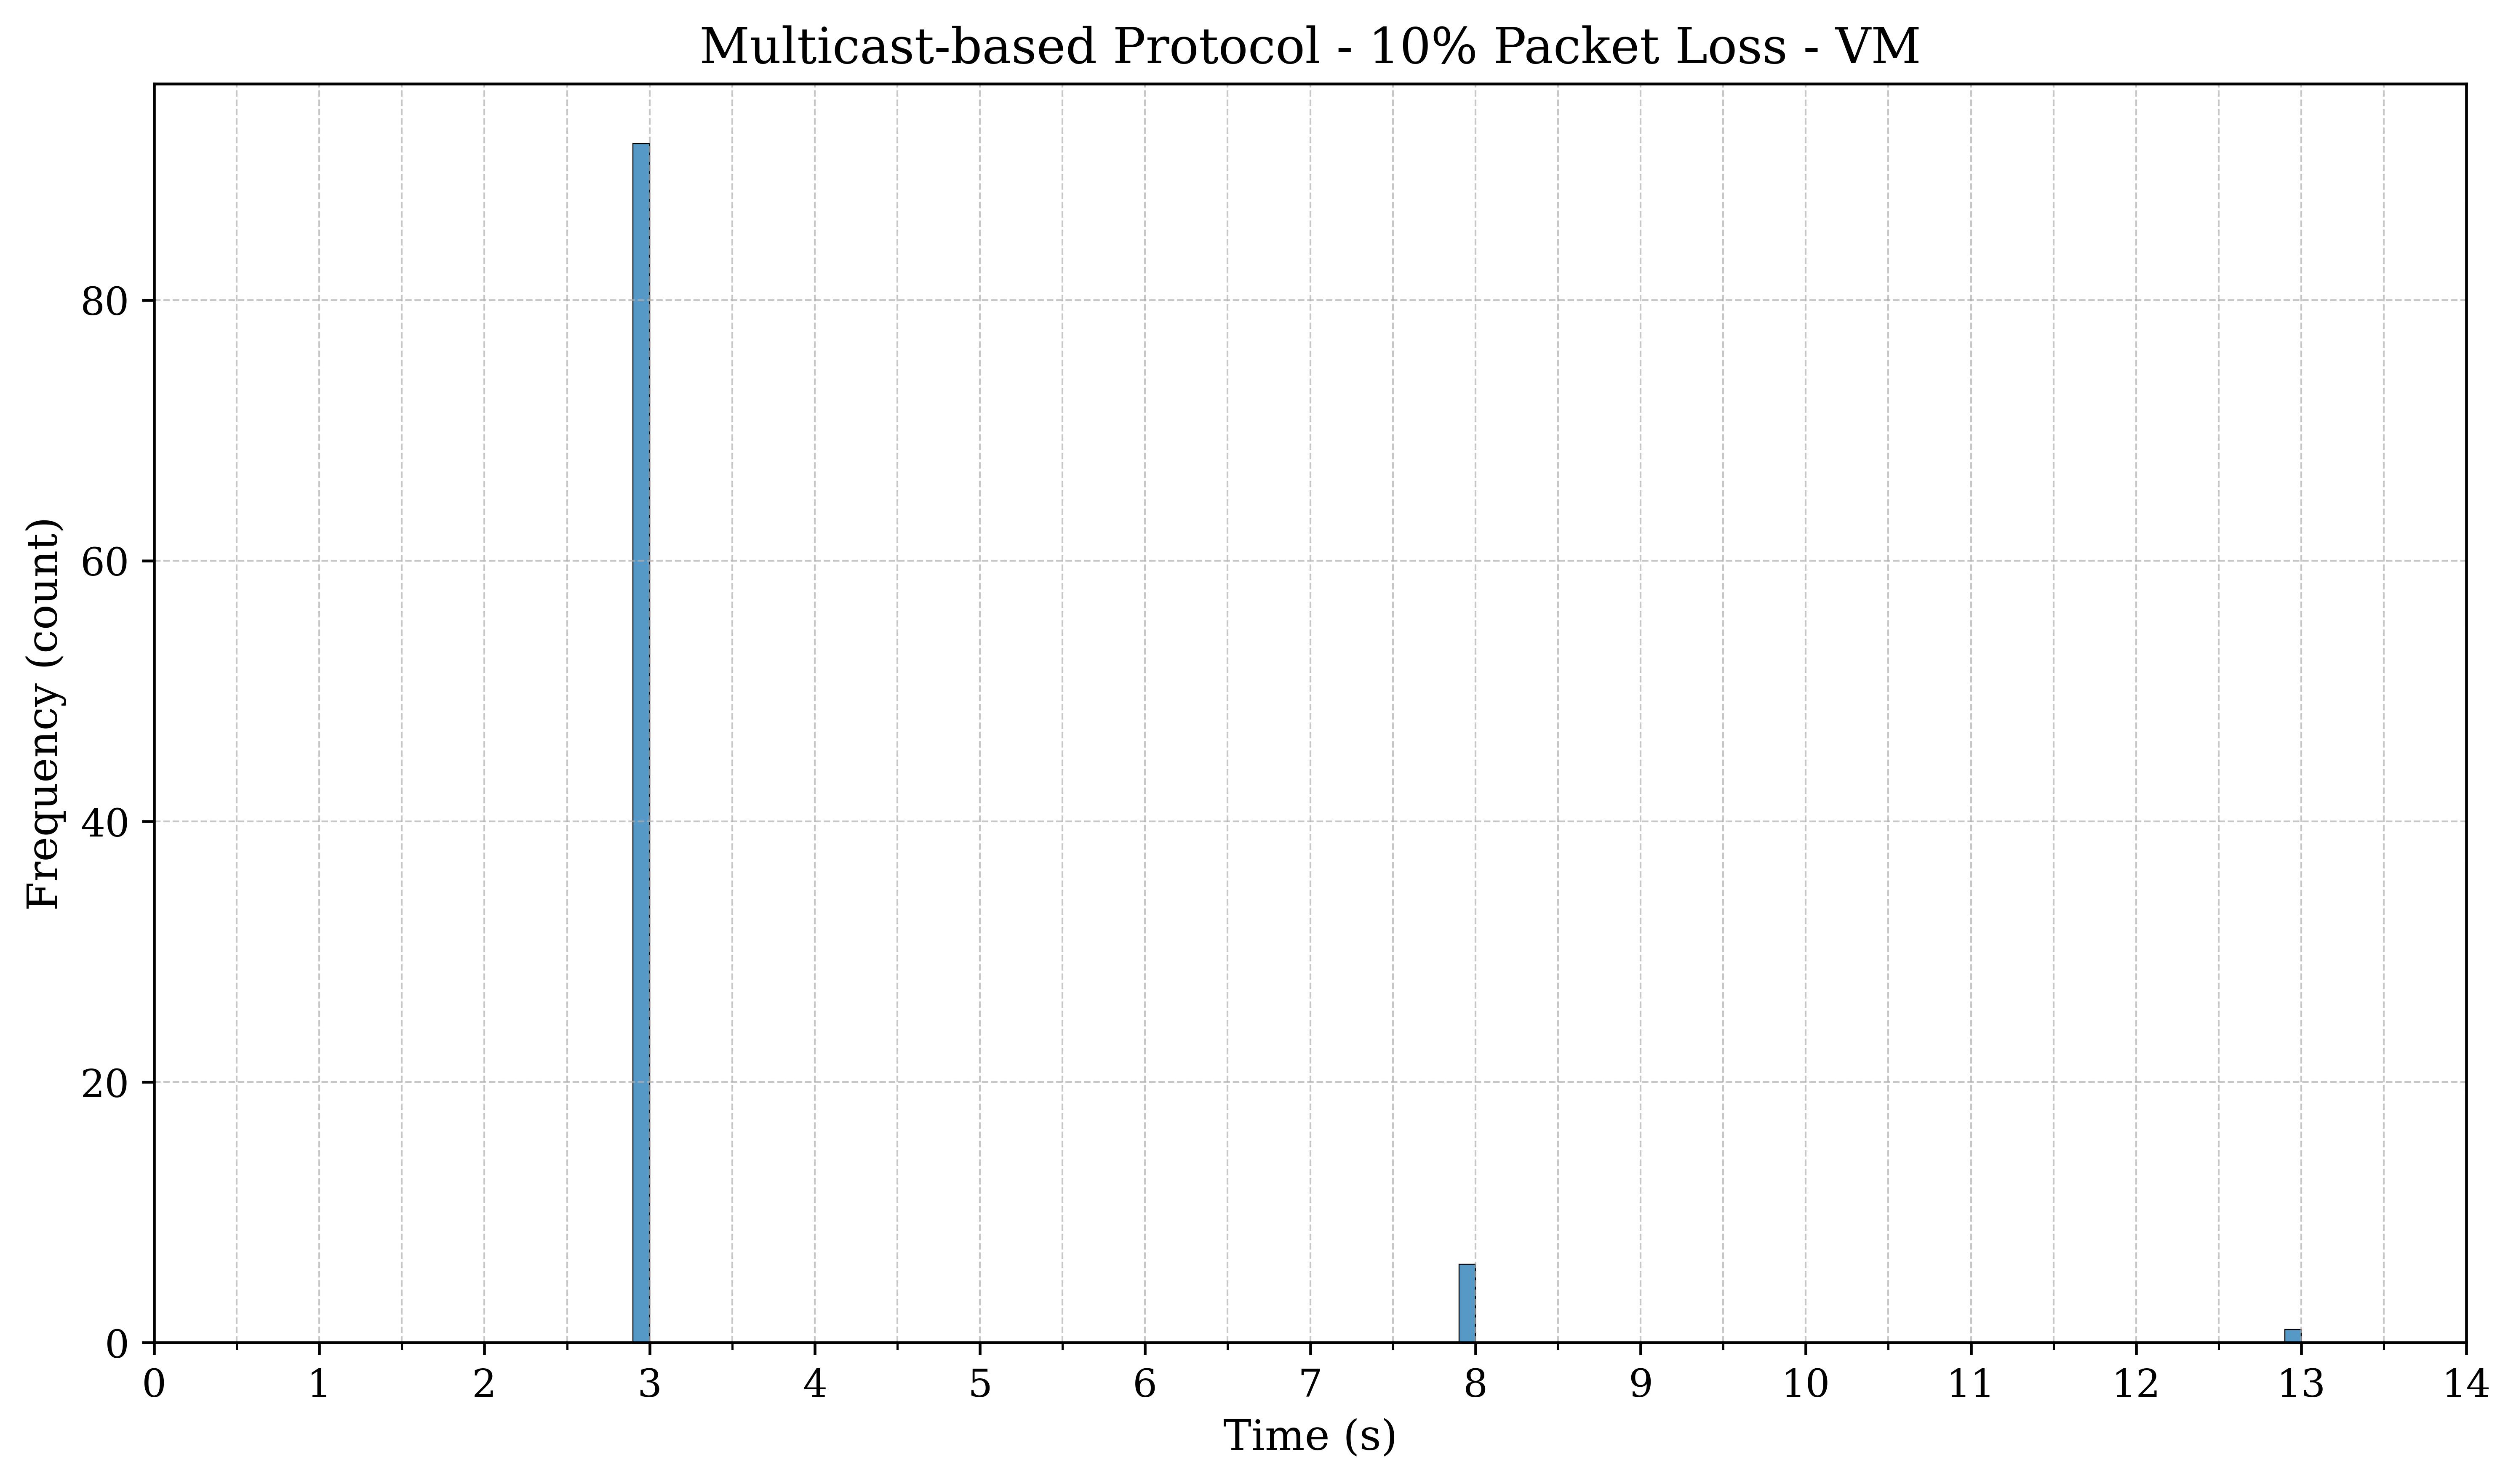 Multicast-based Protocol - 10% Packet Loss - VM
Frequency (count)
80
60
40
20
0
0 1 2 3 4 5 6 7 8 9 10 11 12 13 14
Time (s)